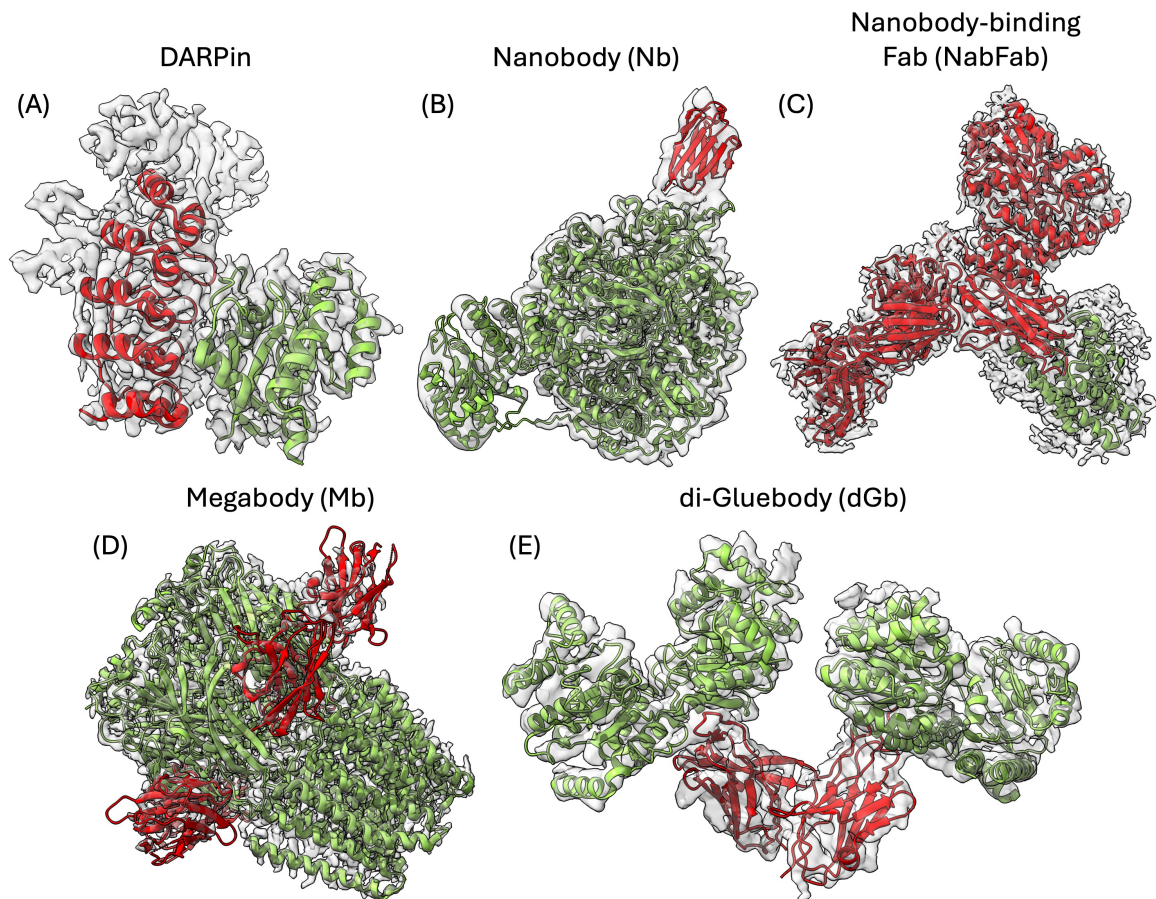 DARPin
Nanobody (Nb)
Nanobody-binding
Fab (NabFab)
(A)
(B)
(C)
Megabody (Mb)
di-Gluebody (dGb)
(D)
(E)